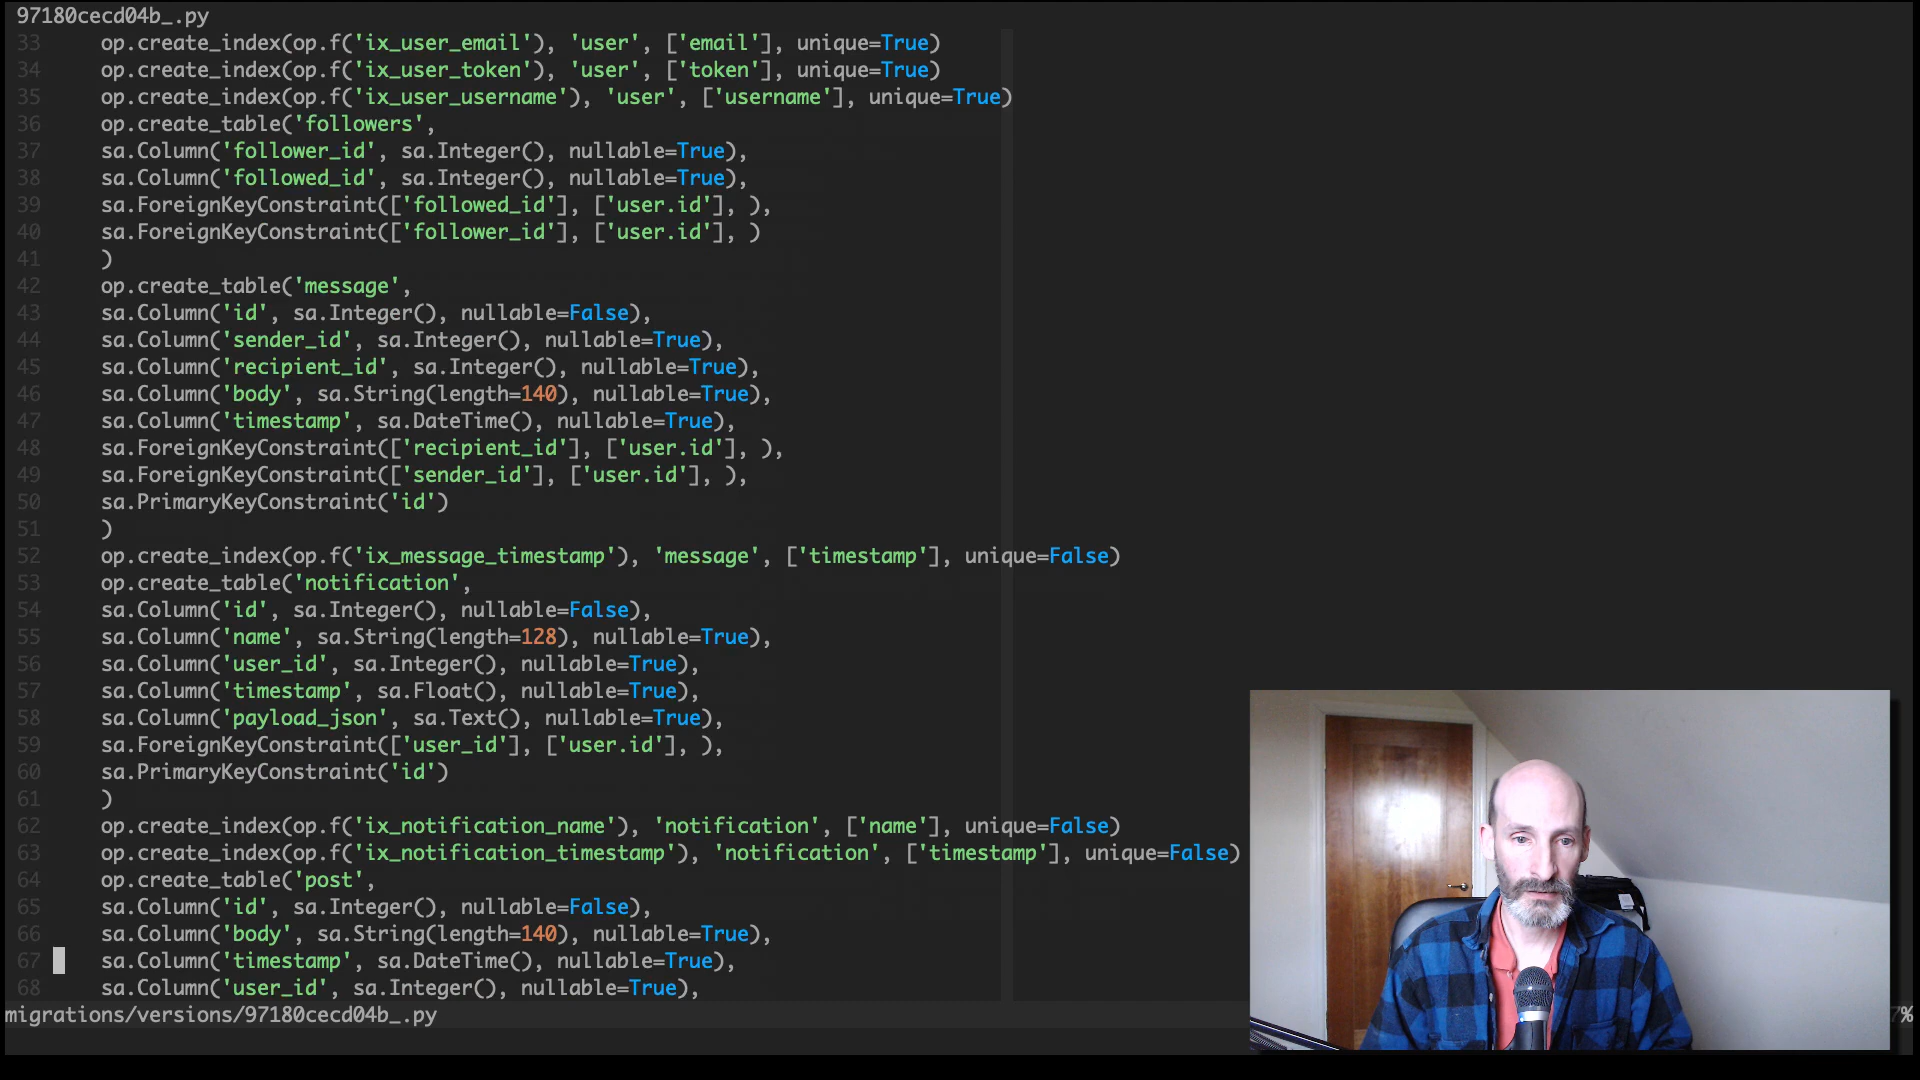 97180cecd04b_.py
33 op.create_index(op.f('ix_user_email'), 'user', ['email'], unique=True)
34 op.create_index(op.f('ix_user_token'), 'user', ['token'], unique=True)
35 op.create_index(op.f('ix_user_username'), 'user', ['username'], unique=True)
36 op.create_table('followers',
37 sa.Column('follower_id', sa.Integer(), nullable=True),
38 sa.Column('followed_id', sa.Integer(), nullable=True),
39 sa.ForeignKeyConstraint(['followed_id'], ['user.id'], ),
40 sa.ForeignKeyConstraint(['follower_id'], ['user.id'], )
41 )
42 op.create_table('message',
43 sa.Column('id', sa.Integer(), nullable=False),
44 sa.Column('sender_id', sa.Integer(), nullable=True),
45 sa.Column('recipient_id', sa.Integer(), nullable=True),
46 sa.Column('body', sa.String(length=140), nullable=True),
47 sa.Column('timestamp', sa.DateTime(), nullable=True),
48 sa.ForeignKeyConstraint(['recipient_id'], ['user.id'], ),
49 sa.ForeignKeyConstraint(['sender_id'], ['user.id'], ),
50 sa.PrimaryKeyConstraint('id')
51 )
52 op.create_index(op.f('ix_message_timestamp'), 'message', ['timestamp'], unique=False)
53 op.create_table('notification',
54 sa.Column('id', sa.Integer(), nullable=False),
55 sa.Column('name', sa.String(length=128), nullable=True),
56 sa.Column('user_id', sa.Integer(), nullable=True),
57 sa.Column('timestamp', sa.Float(), nullable=True),
58 sa.Column('payload_json', sa.Text(), nullable=True),
59 sa.ForeignKeyConstraint(['user_id'], ['user.id'], ),
60 sa.PrimaryKeyConstraint('id')
61 )
62 op.create_index(op.f('ix_notification_name'), 'notification', ['name'], unique=False)
63 op.create_index(op.f('ix_notification_timestamp'), 'notification', ['timestamp'], unique=False)
64 op.create_table('post',
65 sa.Column('id', sa.Integer(), nullable=False),
66 sa.Column('body', sa.String(length=140), nullable=True),
67 sa.Column('timestamp', sa.DateTime(), nullable=True),
68 sa.Column('user_id', sa.Integer(), nullable=True),
migrations/versions/97180cecd04b_.py